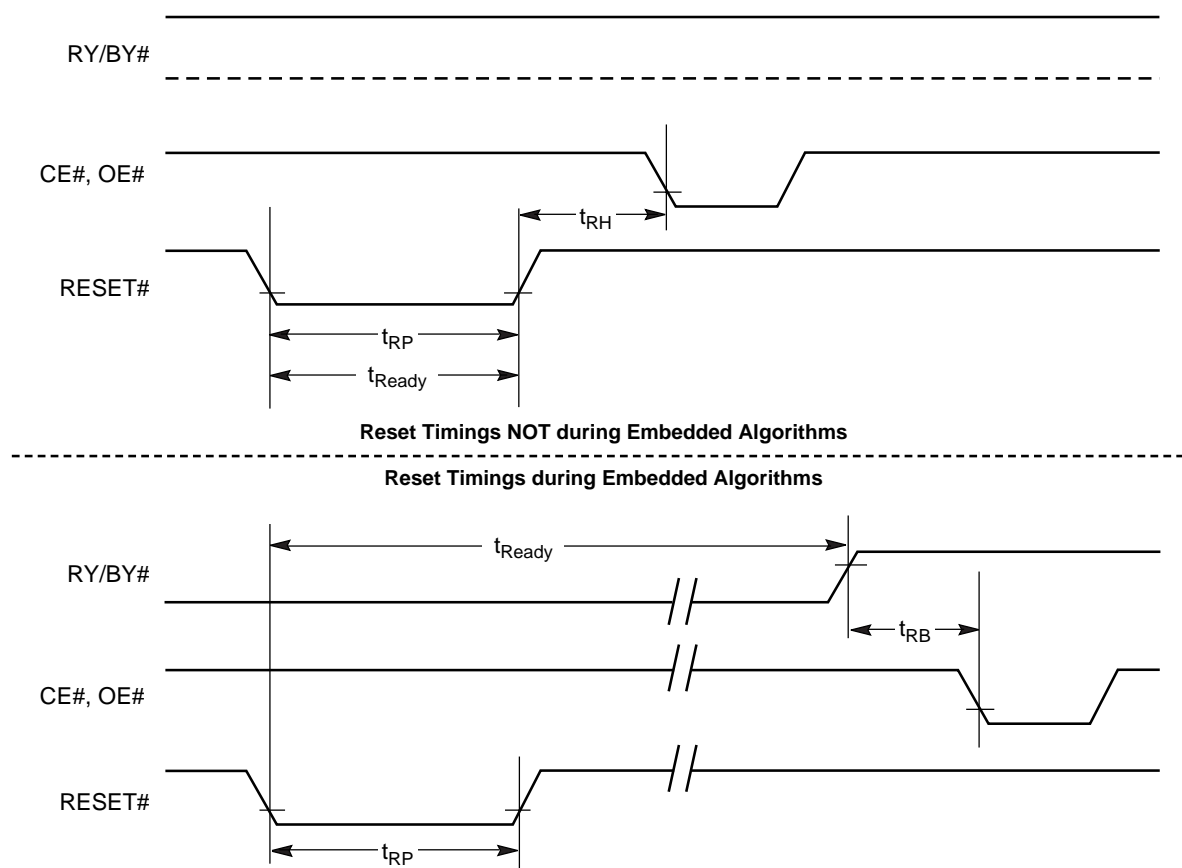 RY/BY#
CE#, OE#
tRH
RESET#
tRP
tReady
Reset Timings NOT during Embedded Algorithms
Reset Timings during Embedded Algorithms
tReady
RY/BY#
tRB
CE#, OE#
RESET#
tRP